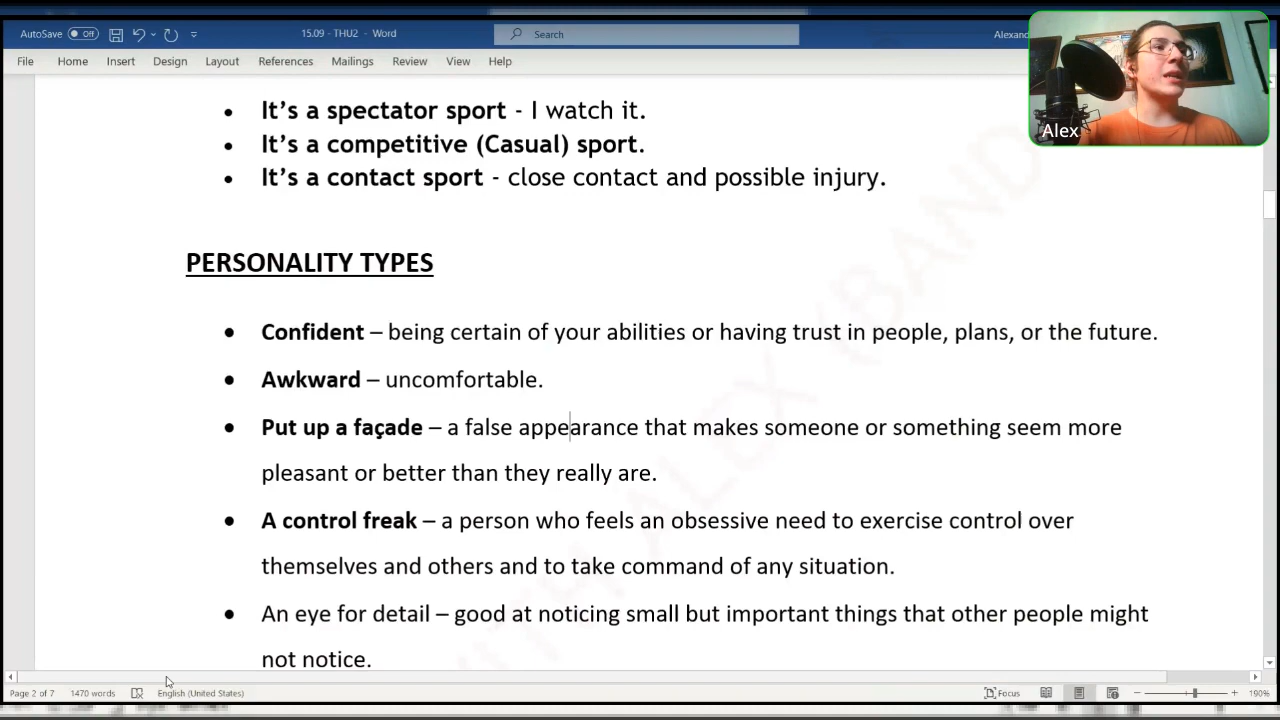 AutoSave Off 15.09 - THU2 - Word Search Alexand
File Home Insert Design Layout References Mailings Review View Help
• It's a spectator sport - I watch it.
• It's a competitive (Casual) sport.
• It's a contact sport - close contact and possible injury.
PERSONALITY TYPES
• Confident – being certain of your abilities or having trust in people, plans, or the future.
• Awkward – uncomfortable.
• Put up a façade – a false appearance that makes someone or something seem more
pleasant or better than they really are.
• A control freak – a person who feels an obsessive need to exercise control over
themselves and others and to take command of any situation.
• An eye for detail – good at noticing small but important things that other people might
not notice.
Alex
WITH ALEX (BAND
Page 2 of 7 1470 words English (United States) Focus 190%